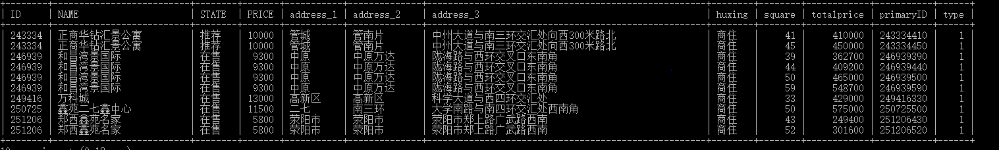 ID NAME STATE PRICE address_1 address_2 address_3 huxing square totalprice primaryID type
243334 正商华钻汇景公寓 推荐 10000 管城 管南片 中州大道与南三环交汇处向西300米路北 商住 41 410000 243334410 1
243334 正商华钻汇景公寓 推荐 10000 管城 管南片 中州大道与南三环交汇处向西300米路北 商住 45 450000 243334450 1
246939 和昌湾景国际 在售 9300 中原 中原万达 陇海路与西环交叉口东南角 商住 39 362700 246939390 1
246939 和昌湾景国际 在售 9300 中原 中原万达 陇海路与西环交叉口东南角 商住 44 409200 246939440 1
246939 和昌湾景国际 在售 9300 中原 中原万达 陇海路与西环交叉口东南角 商住 50 465000 246939500 1
246939 和昌湾景国际 在售 9300 中原 中原万达 陇海路与西环交叉口东南角 商住 59 548700 246939590 1
249416 万科城 在售 13000 高新区 高新区 科学大道与西四环交汇处 商住 33 429000 249416330 1
250725 鑫苑二七鑫中心 在售 11500 二七 南三环 大学南路与南四环交汇处西南角 商住 50 575000 250725500 1
251206 郑西鑫苑名家 在售 5800 荥阳市 荥阳市 荥阳市郑上路广武路西南 商住 43 249400 251206430 1
251206 郑西鑫苑名家 在售 5800 荥阳市 荥阳市 荥阳市郑上路广武路西南 商住 52 301600 251206520 1